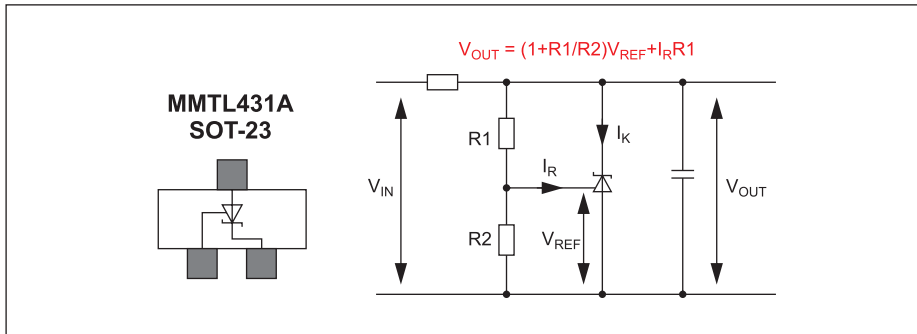 V_OUT = (1+R1/R2)V_REF+I_RR1
MMTL431A
SOT-23
R1
I_K
I_R
V_IN
V_OUT
R2
V_REF